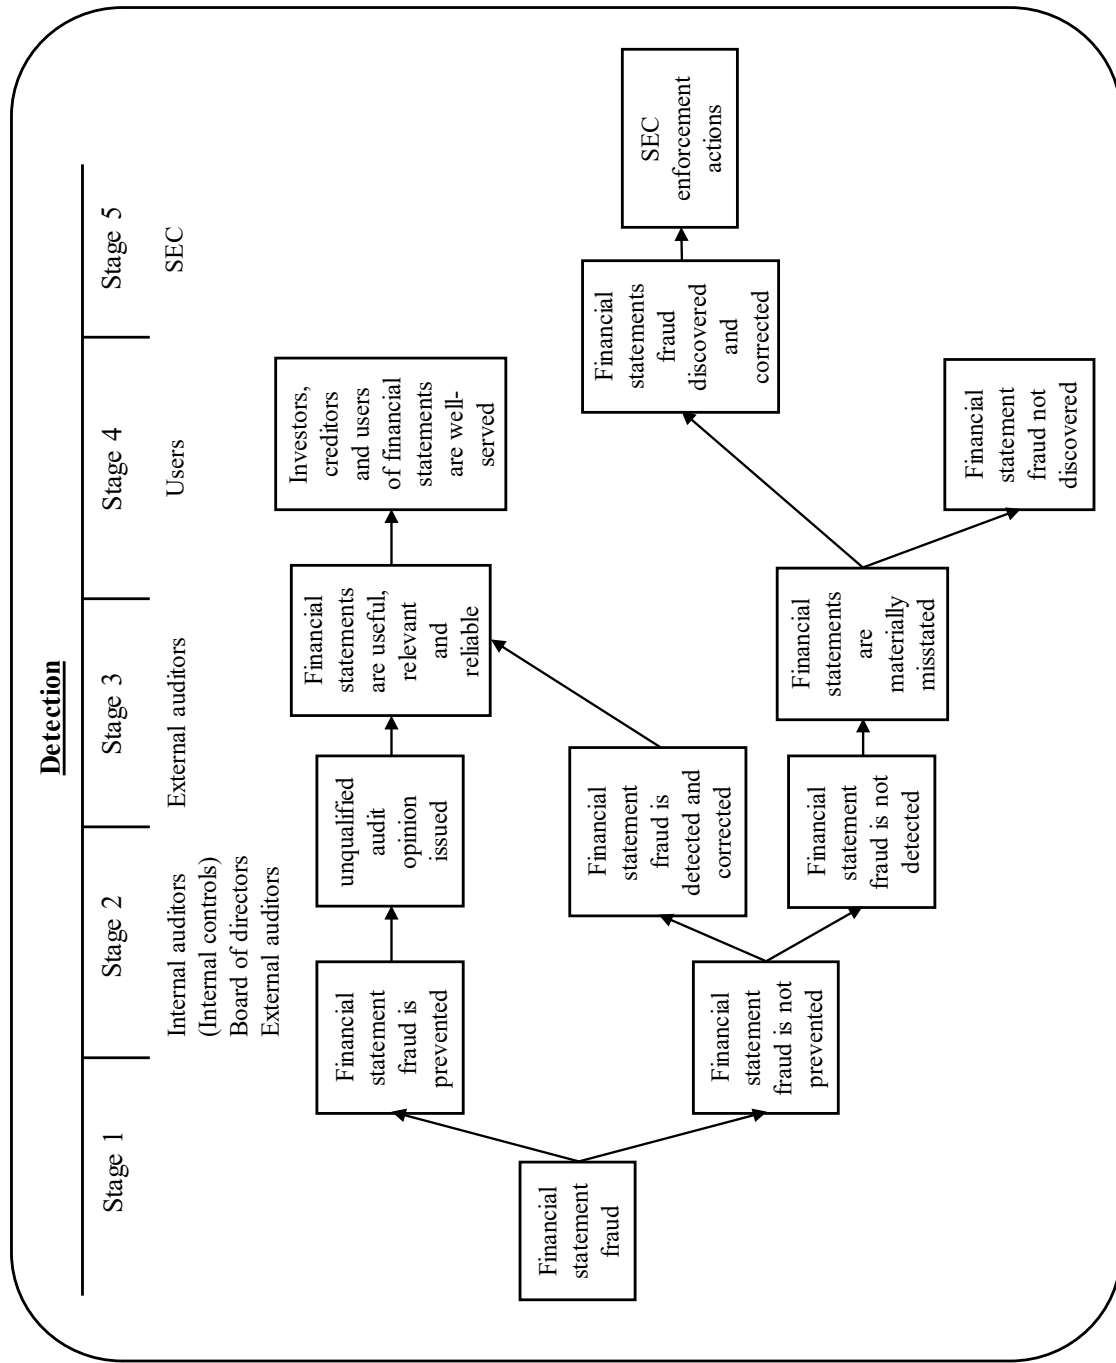 Detection
Stage 1
Stage 2
Stage 3
Stage 4
Stage 5
Internal auditors
(Internal controls)
Board of directors
External auditors
External auditors
Users
SEC
Financial
statement
fraud
Financial
statement
fraud is
prevented
unqualified
audit
opinion
issued
Financial
statements
are useful,
relevant
and
reliable
Investors,
creditors
and users
of financial
statements
are well-
served
Financial
statement
fraud is not
prevented
Financial
statement
fraud is
detected and
corrected
Financial
statement
fraud is not
detected
Financial
statements
are
materially
misstated
Financial
statements
fraud
discovered
and
corrected
SEC
enforcement
actions
Financial
statement
fraud not
discovered